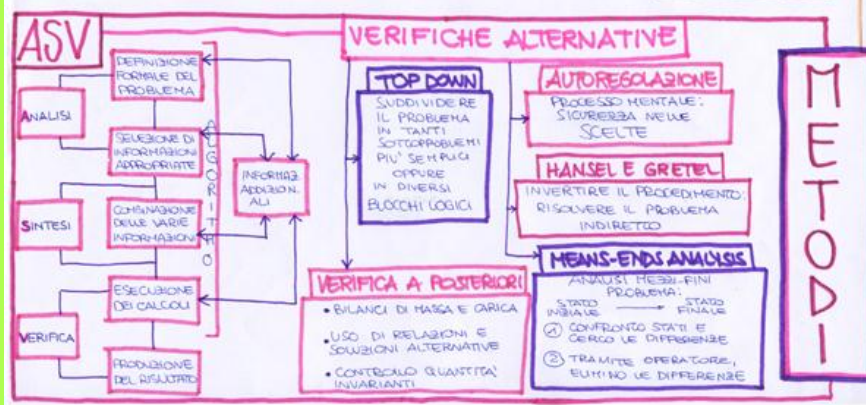 ASV
ANALISI
SINTESI
VERIFICA
DEFINIZIONE
FORMALE DEL
PROBLEMA
SELEZIONE DI
INFORMAZIONI
APPROPRIATE
COMBINAZIONE
DELLE VARIE
INFORMAZIONI
ESECUZIONE
DEI CALCOLI
PRODUZIONE
DEL RISULTATO
ALGORITMO
INFORMAZ.
ADDIZION-
ALI
VERIFICHE ALTERNATIVE
TOP DOWN
SUDDIVIDERE
IL PROBLEMA
IN TANTI
SOTTOPROBLEMI
PIU' SEMPLICI
OPPURE
IN DIVERSI
BLOCCHI LOGICI
VERIFICA A POSTERIORI
• BILANCI DI MASSA E CARICA
• USO DI RELAZIONI E
SOLUZIONI ALTERNATIVE
• CONTROLLO QUANTITA'
INVARIANTI
AUTOREGOLAZIONE
PROCESSO MENTALE:
SICUREZZA NELLE
SCELTE
HANSEL E GRETEL
INVERTIRE IL PROCEDIMENTO:
RISOLVERE IL PROBLEMA
INDIRETTO
MEANS-ENDS ANALYSIS
ANALISI MEZZI-FINI
PROBLEMA:
STATO INIZIALE → STATO FINALE
① CONFRONTO STATI E
CERCO LE DIFFERENZE
② TRAMITE OPERATORE,
ELIMINO LE DIFFERENZE
METODI